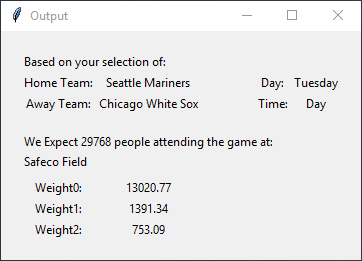 Output
Based on your selection of:
Home Team: Seattle Mariners Day: Tuesday
Away Team: Chicago White Sox Time: Day
We Expect 29768 people attending the game at:
Safeco Field
Weight0: 13020.77
Weight1: 1391.34
Weight2: 753.09